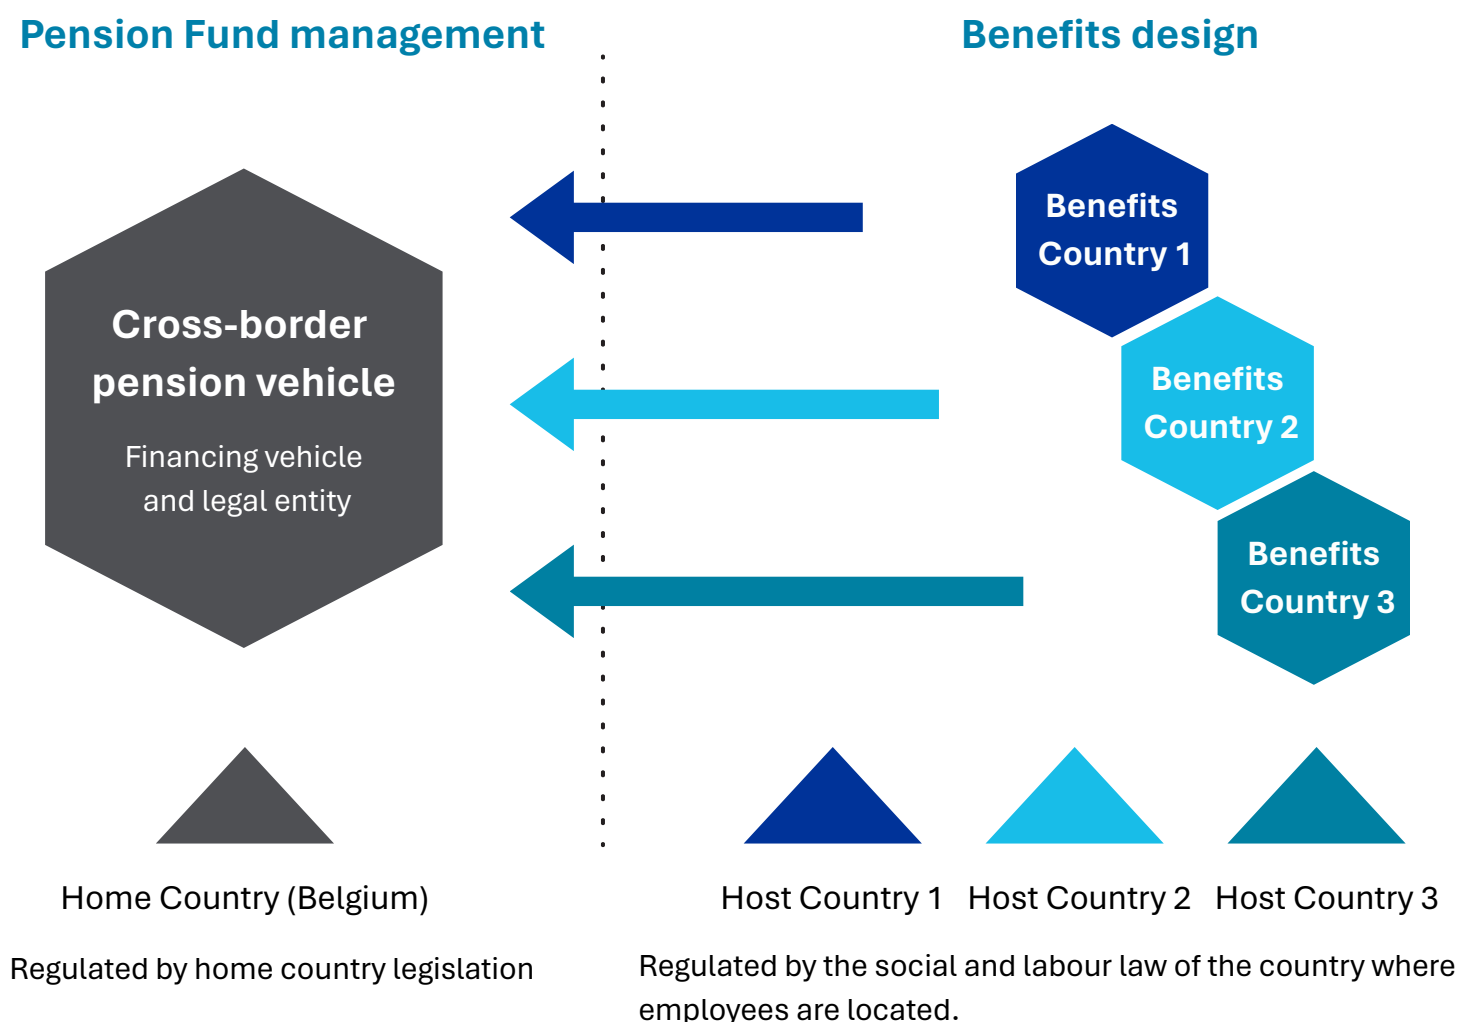 Pension Fund management
Benefits design
Cross-border
pension vehicle
Financing vehicle
and legal entity
Benefits
Country 1
Benefits
Country 2
Benefits
Country 3
Home Country (Belgium)
Regulated by home country legislation
Host Country 1
Host Country 2
Host Country 3
Regulated by the social and labour law of the country where
employees are located.